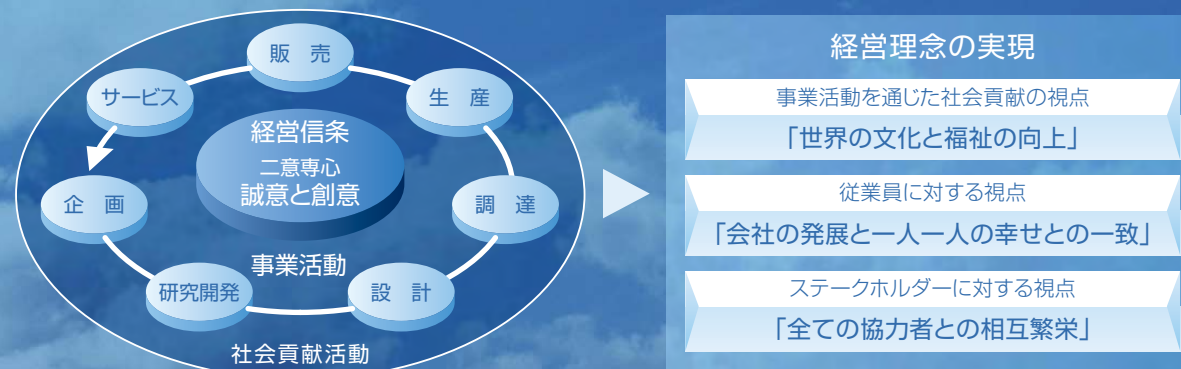 販 売
サービス
生 産
経営信条
二意専心
誠意と創意
企 画
調 達
事業活動
研究開発
設 計
社会貢献活動
経営理念の実現
事業活動を通じた社会貢献の視点
「世界の文化と福祉の向上」
従業員に対する視点
「会社の発展と一人一人の幸せとの一致」
ステークホルダーに対する視点
「全ての協力者との相互繁栄」